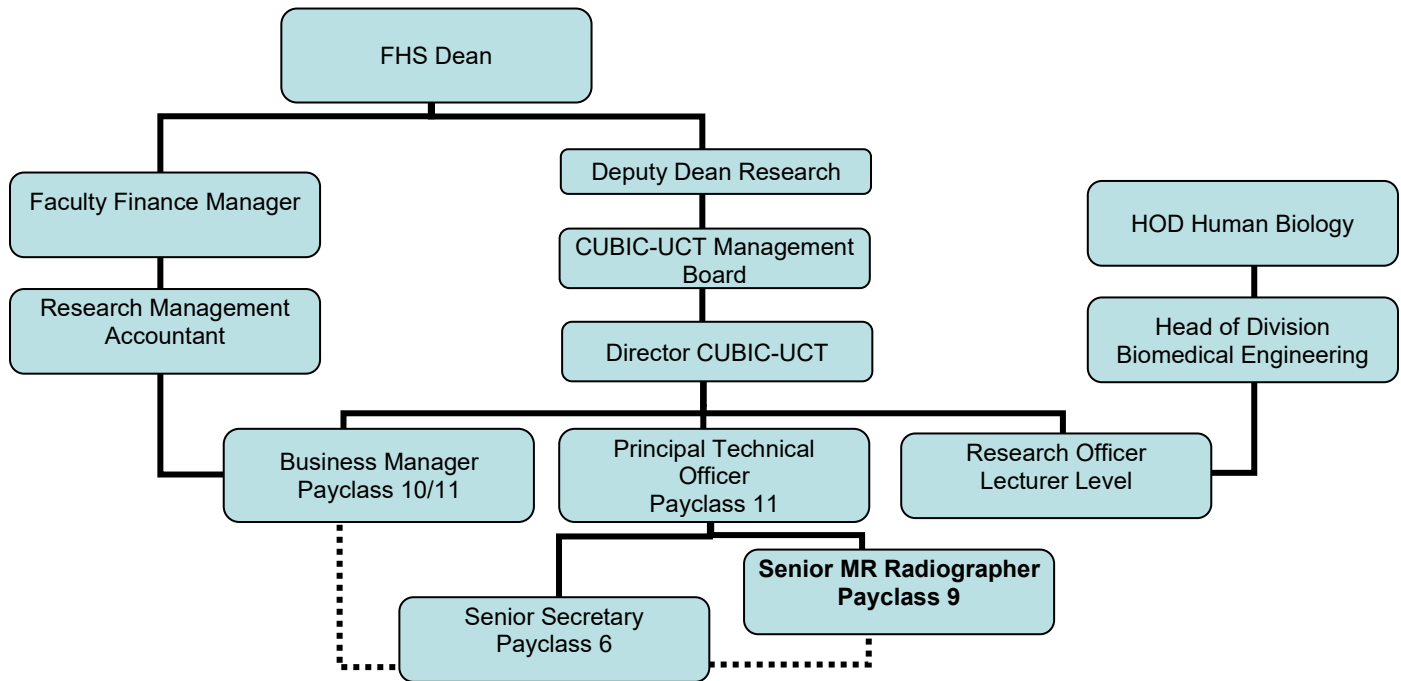 FHS Dean
Deputy Dean Research
Faculty Finance Manager
HOD Human Biology
CUBIC-UCT Management
Board
Research Management
Accountant
Head of Division
Biomedical Engineering
Director CUBIC-UCT
Business Manager
Payclass 10/11
Principal Technical
Officer
Payclass 11
Research Officer
Lecturer Level
Senior MR Radiographer
Payclass 9
Senior Secretary
Payclass 6